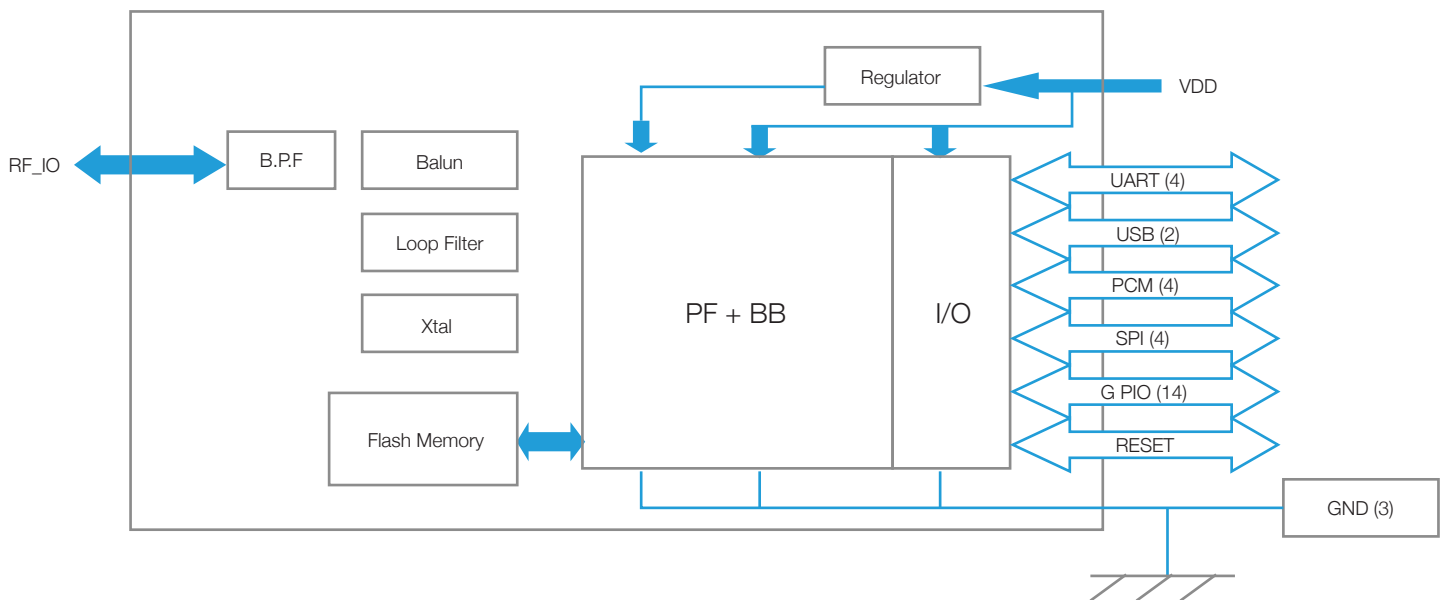 Regulator
VDD
RF_IO
B.P.F
Balun
UART (4)
Loop Filter
USB (2)
PCM (4)
PF + BB
I/O
Xtal
SPI (4)
G PIO (14)
Flash Memory
RESET
GND (3)